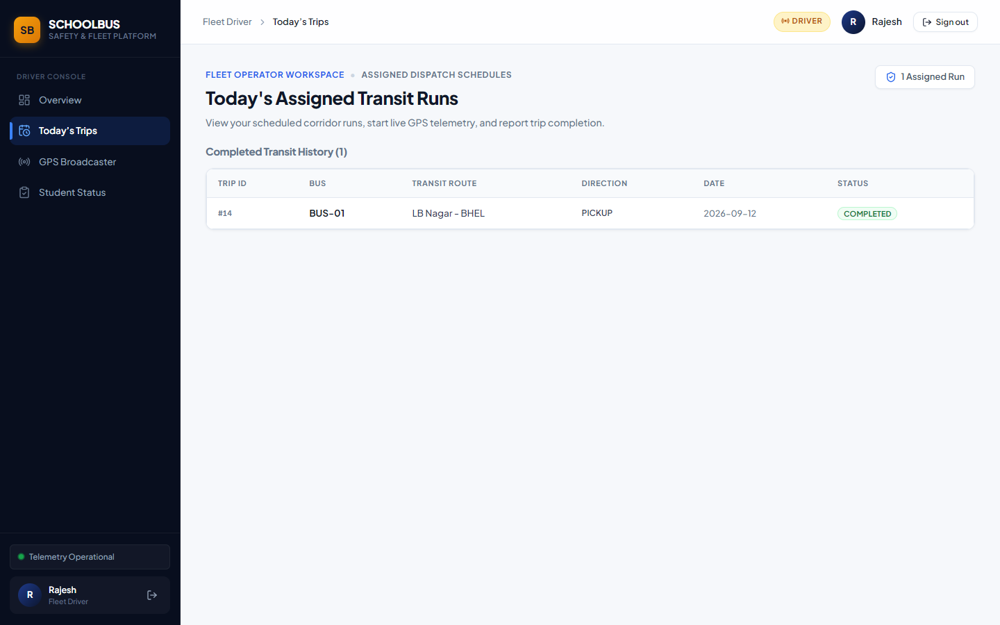 SB
SCHOOLBUS
SAFETY & FLEET PLATFORM
DRIVER CONSOLE
Overview
Today's Trips
GPS Broadcaster
Student Status
Telemetry Operational
R
Rajesh
Fleet Driver
Fleet Driver > Today's Trips
DRIVER
R
Rajesh
Sign out
FLEET OPERATOR WORKSPACE • ASSIGNED DISPATCH SCHEDULES
Today's Assigned Transit Runs
View your scheduled corridor runs, start live GPS telemetry, and report trip completion.
1 Assigned Run
Completed Transit History (1)
TRIP ID BUS TRANSIT ROUTE DIRECTION DATE STATUS
#14 BUS-01 LB Nagar - BHEL PICKUP 2026-09-12 COMPLETED